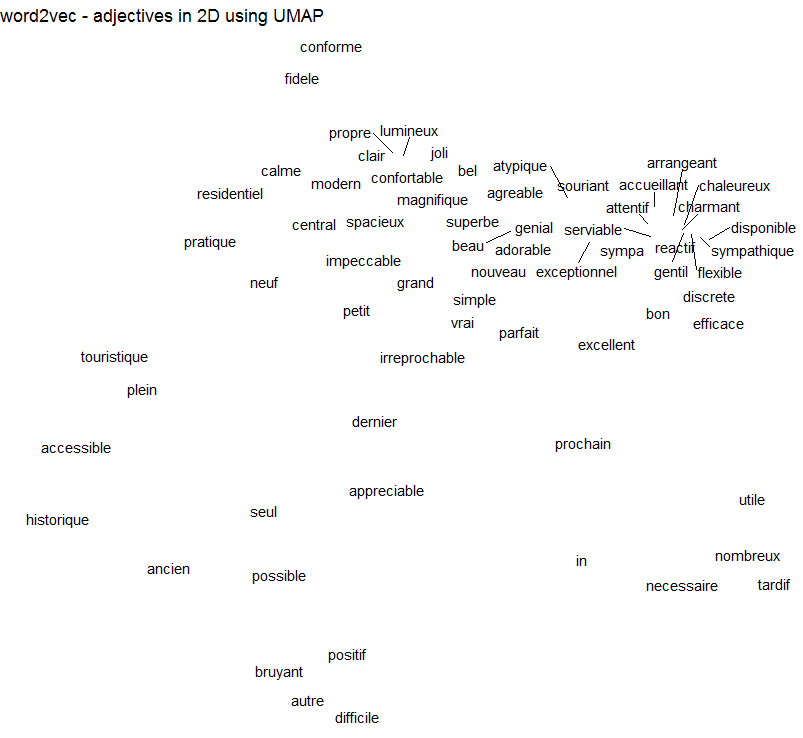 word2vec - adjectives in 2D using UMAP
conforme
fidele
propre
lumineux
clair
joli
calme
modern
confortable
bel
atypique
arrangeant
residentiel
magnifique
agreable
souriant
accueillant
chaleureux
attentif
charmant
central
spacieux
superbe
genial
serviable
disponible
pratique
beau
adorable
sympa
reactif
sympathique
impeccable
neuf
grand
nouveau
exceptionnel
gentil
flexible
petit
simple
discrete
vrai
bon
efficace
parfait
excellent
touristique
irreprochable
plein
dernier
accessible
prochain
appreciable
historique
seul
utile
ancien
possible
in
nombreux
necessaire
tardif
positif
bruyant
autre
difficile